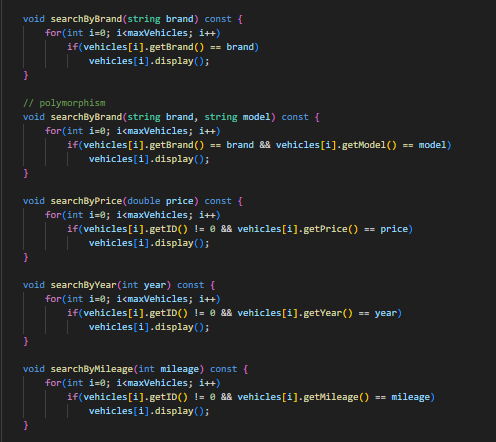 void searchByBrand(string brand) const {
    for(int i=0; i<maxVehicles; i++)
        if(vehicles[i].getBrand() == brand)
            vehicles[i].display();
}

// polymorphism
void searchByBrand(string brand, string model) const {
    for(int i=0; i<maxVehicles; i++)
        if(vehicles[i].getBrand() == brand && vehicles[i].getModel() == model)
            vehicles[i].display();
}

void searchByPrice(double price) const {
    for(int i=0; i<maxVehicles; i++)
        if(vehicles[i].getID() != 0 && vehicles[i].getPrice() == price)
            vehicles[i].display();
}

void searchByYear(int year) const {
    for(int i=0; i<maxVehicles; i++)
        if(vehicles[i].getID() != 0 && vehicles[i].getYear() == year)
            vehicles[i].display();
}

void searchByMileage(int mileage) const {
    for(int i=0; i<maxVehicles; i++)
        if(vehicles[i].getID() != 0 && vehicles[i].getMileage() == mileage)
            vehicles[i].display();
}